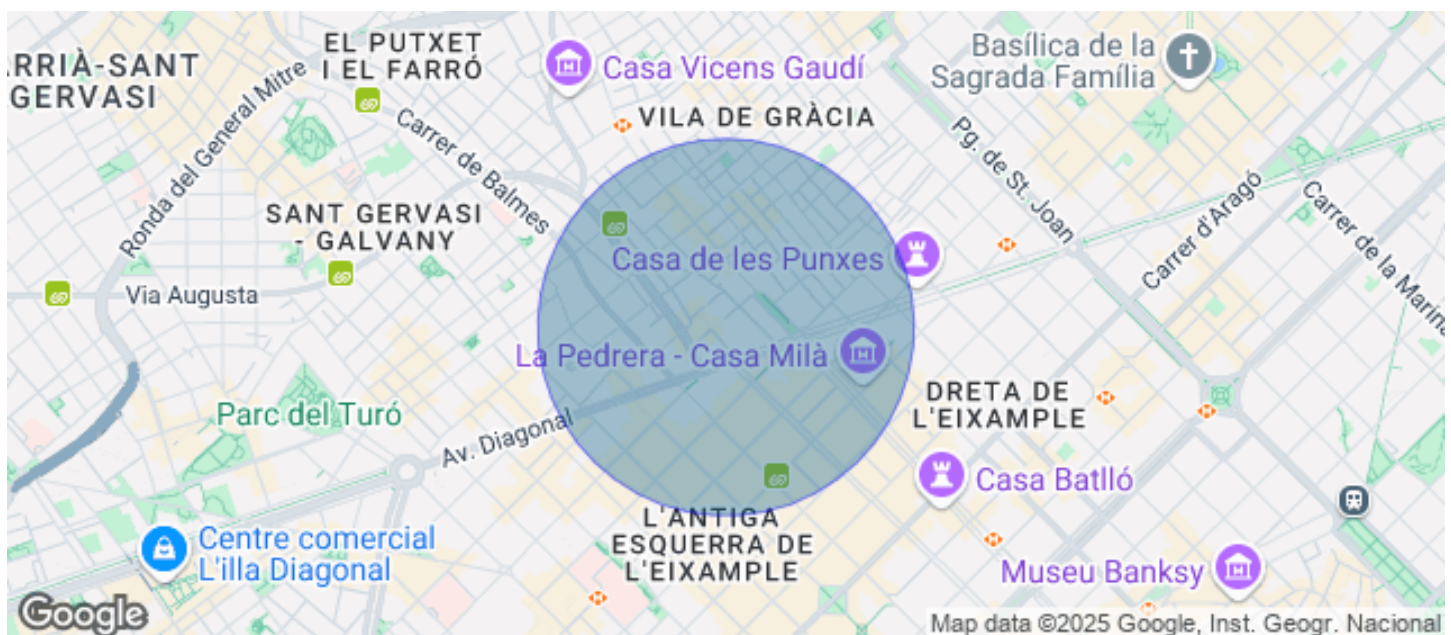 EL PUTXET
I EL FARRÓ
RRIÀ-SANT
GERVASI
Casa Vicens Gaudí
Basílica de la
Sagrada Família
VILA DE GRÀCIA
Ronda del General Mitre
Carrer de Balmes
Pg. de St. Joan
Carrer d'Aragó
Carrer de la Marina
SANT GERVASI
- GALVANY
Casa de les Punxes
Via Augusta
La Pedrera - Casa Milà
DRETA DE
L'EIXAMPLE
Parc del Turó
Av. Diagonal
Casa Batlló
L'ANTIGA
ESQUERRA DE
L'EIXAMPLE
Centre comercial
L'illa Diagonal
Museu Banksy
Google
Map data ©2025 Google, Inst. Geogr. Nacional